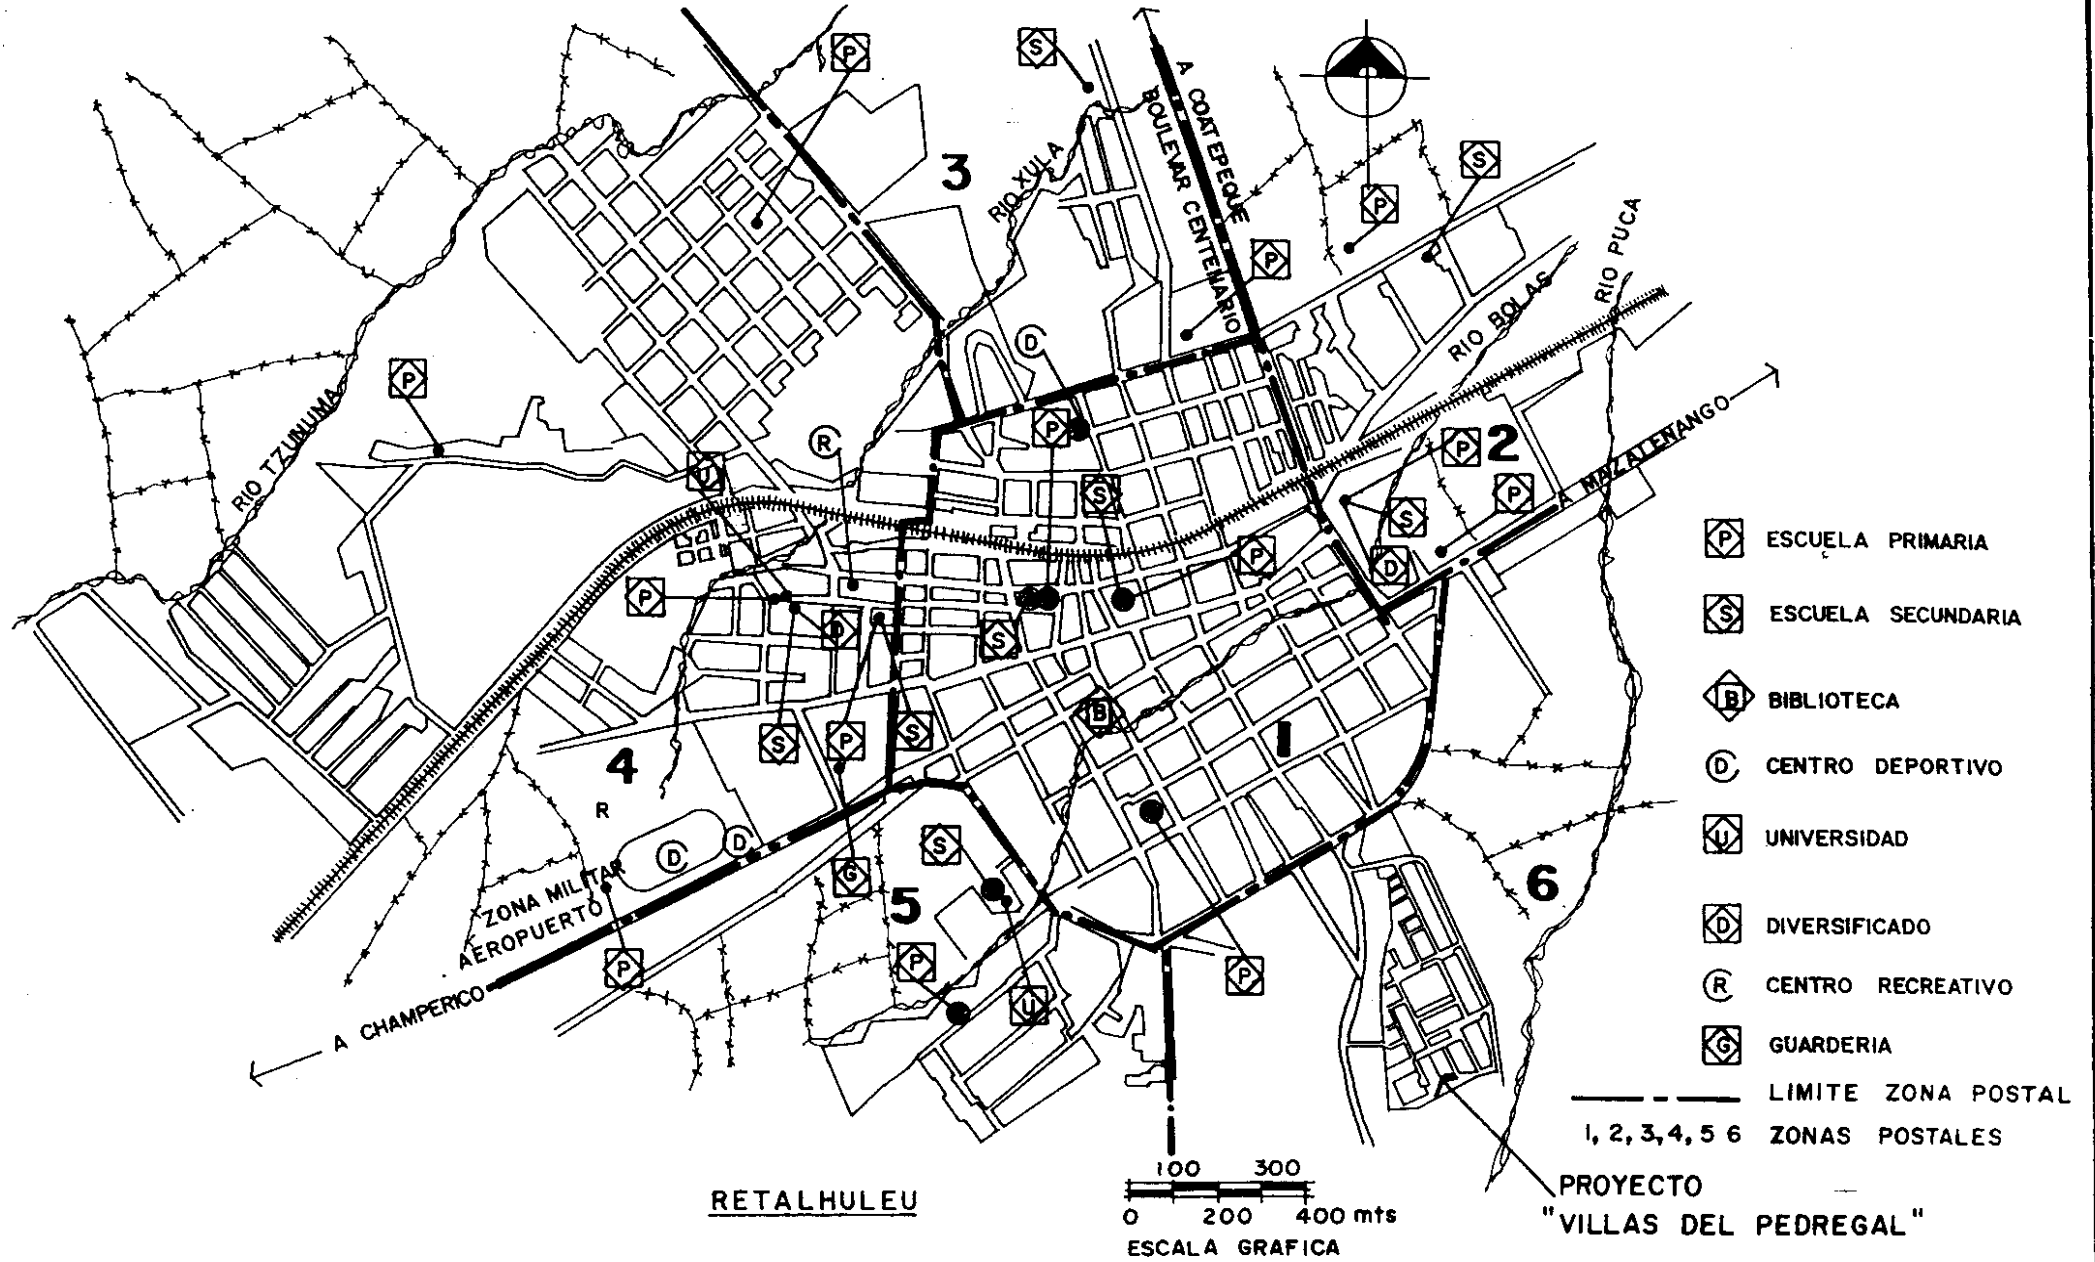 P
S
A COATEPEQUE
BOULEVAR CENTENARIO
3
RIO XULA
S
P
P
RIO PUCA
RIO BOLAS
D
P
RIO TZUNUMA
R
P
U
S
2
P
P
S
A MAZALENANGO
P
D
P
D
S
S
P
S
B
1
4
R
D
D
S
G
5
6
ZONA MILITAR
AEROPUERTO
P
P
U
P
A CHAMPERICO
P ESCUELA PRIMARIA
S ESCUELA SECUNDARIA
B BIBLIOTECA
D CENTRO DEPORTIVO
U UNIVERSIDAD
D DIVERSIFICADO
R CENTRO RECREATIVO
G GUARDERIA
LIMITE ZONA POSTAL
1, 2, 3, 4, 5 6 ZONAS POSTALES
PROYECTO
"VILLAS DEL PEDREGAL"
RETALHULEU
100 300
0 200 400 mts
ESCALA GRAFICA